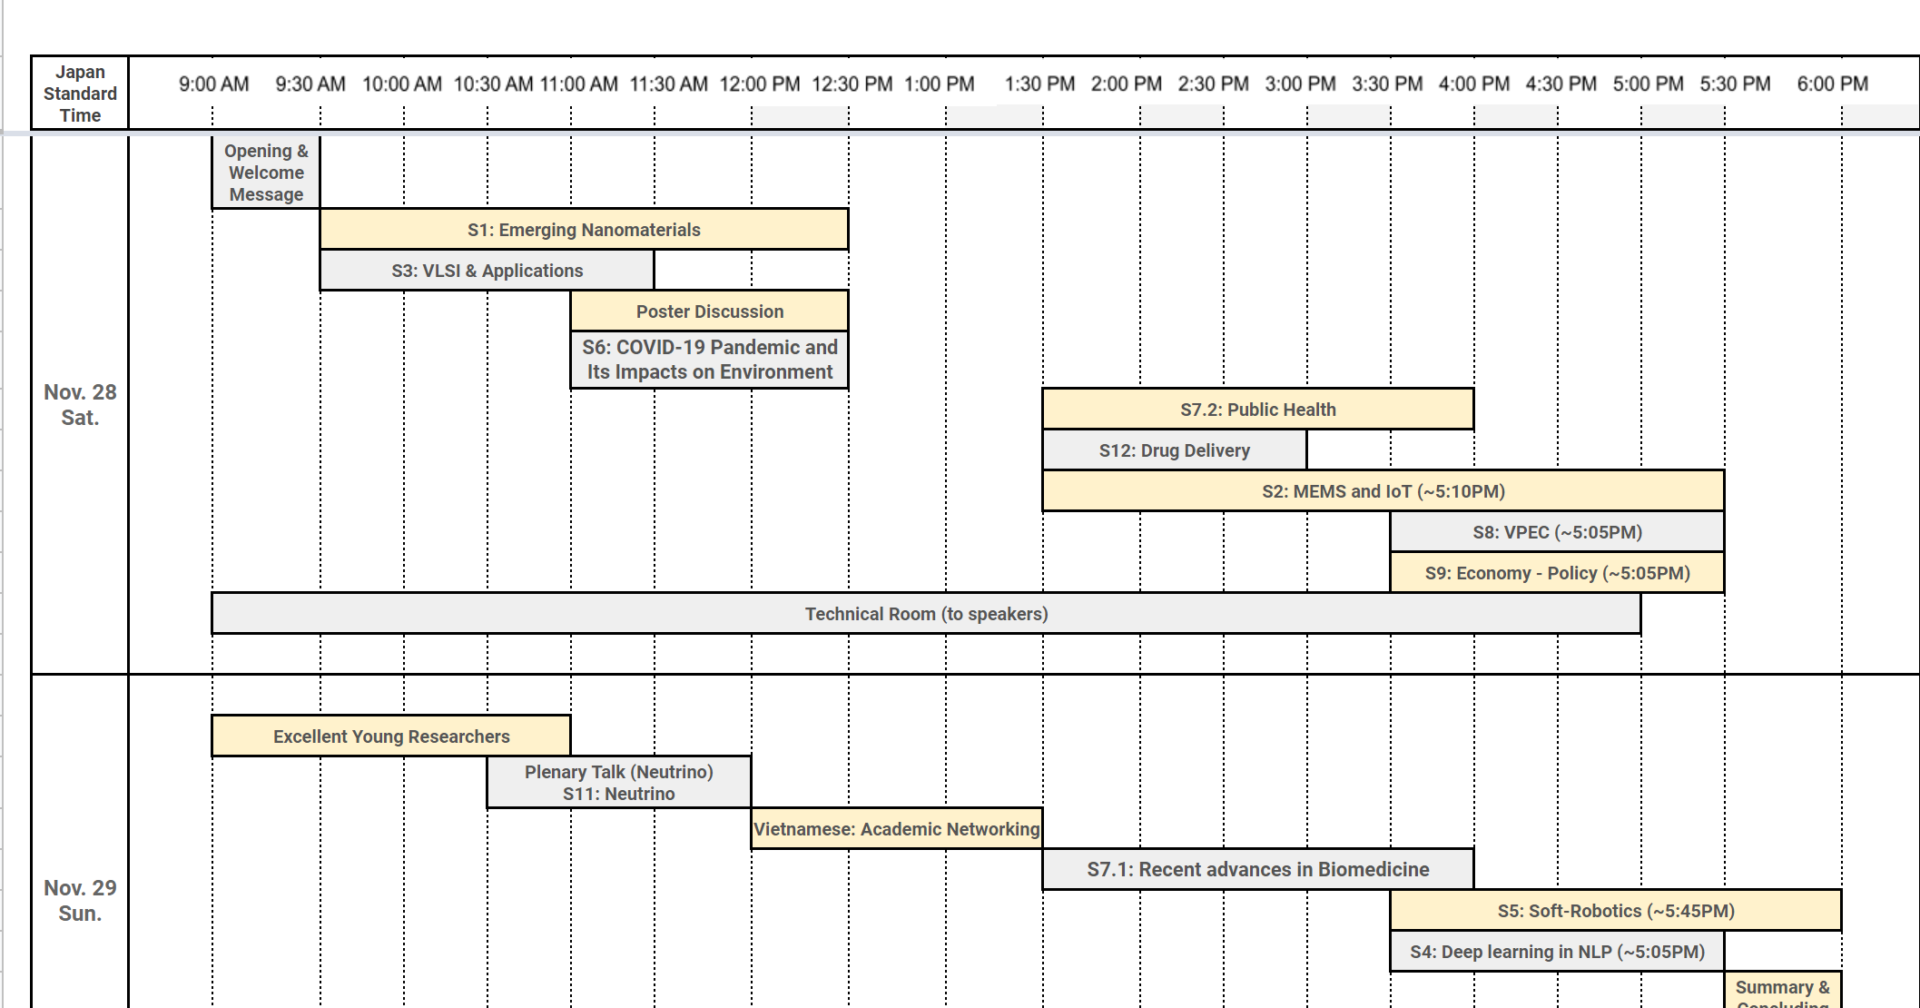 Japan
Standard
Time
9:00 AM 9:30 AM 10:00 AM 10:30 AM 11:00 AM 11:30 AM 12:00 PM 12:30 PM 1:00 PM 1:30 PM 2:00 PM 2:30 PM 3:00 PM 3:30 PM 4:00 PM 4:30 PM 5:00 PM 5:30 PM 6:00 PM
Nov. 28
Sat.
Opening &
Welcome
Message
S1: Emerging Nanomaterials
S3: VLSI & Applications
Poster Discussion
S6: COVID-19 Pandemic and
Its Impacts on Environment
S7.2: Public Health
S12: Drug Delivery
S2: MEMS and IoT (~5:10PM)
S8: VPEC (~5:05PM)
S9: Economy - Policy (~5:05PM)
Technical Room (to speakers)
Nov. 29
Sun.
Excellent Young Researchers
Plenary Talk (Neutrino)
S11: Neutrino
Vietnamese: Academic Networking
S7.1: Recent advances in Biomedicine
S5: Soft-Robotics (~5:45PM)
S4: Deep learning in NLP (~5:05PM)
Summary &
Concluding